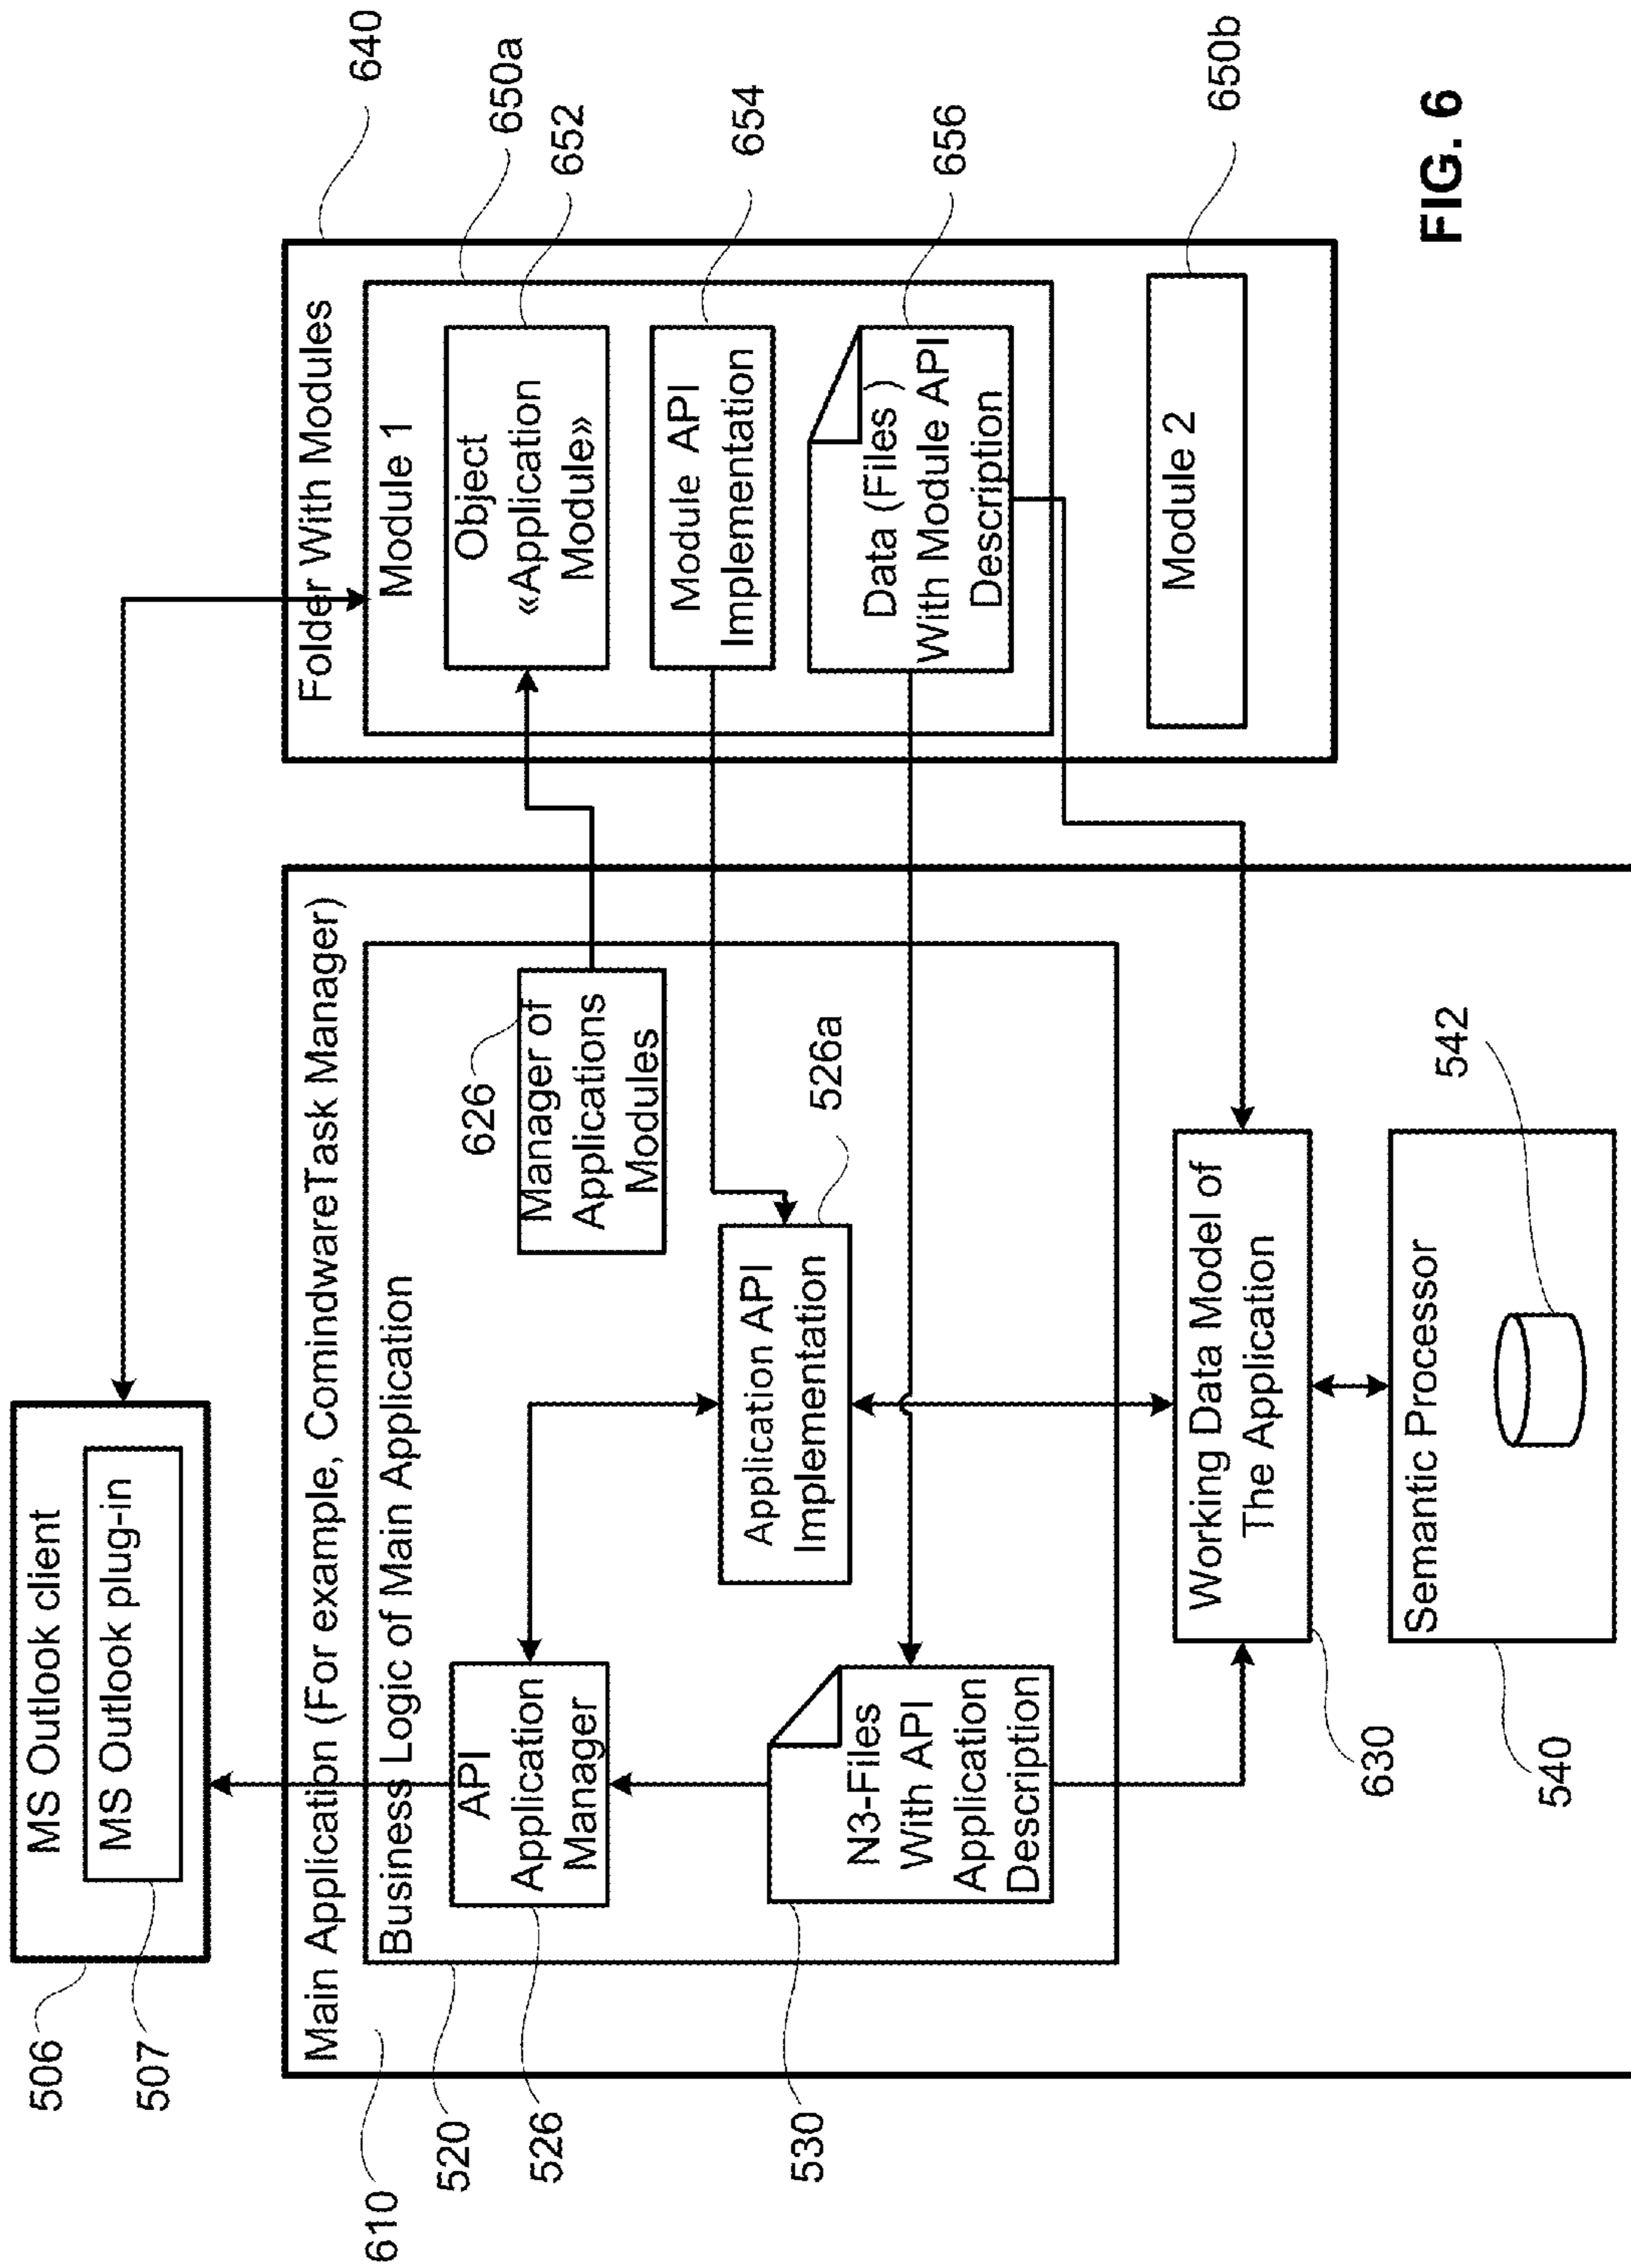 506
MS Outlook client
507
MS Outlook plug-in
610
Main Application (For example, ComindwareTask Manager)
520
Business Logic of Main Application
526
API
Application
Manager
626
Manager of
Applications
Modules
526a
Application API
Implementation
530
N3-Files
With API
Application
Description
630
Working Data Model of
The Application
540
Semantic Processor
542
640
Folder With Modules
650a
Module 1
652
Object
«Application
Module»
654
Module API
Implementation
656
Data (Files )
With Module API
Description
650b
Module 2
FIG. 6